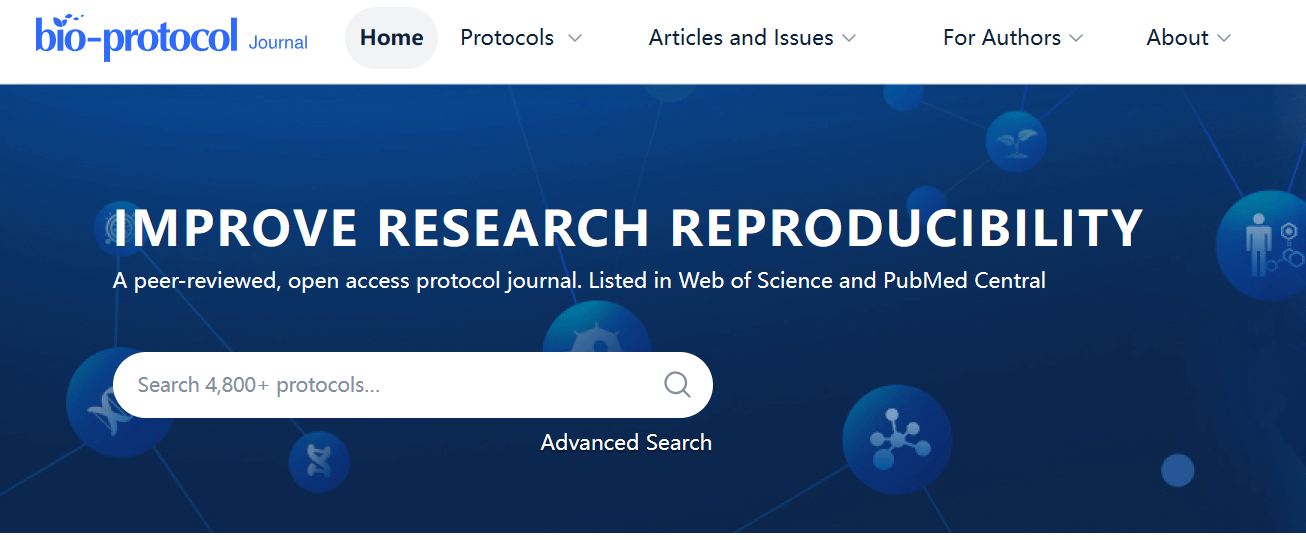 bio-protocol Journal
Home Protocols Articles and Issues For Authors About
IMPROVE RESEARCH REPRODUCIBILITY
A peer-reviewed, open access protocol journal. Listed in Web of Science and PubMed Central
Search 4,800+ protocols...
Advanced Search